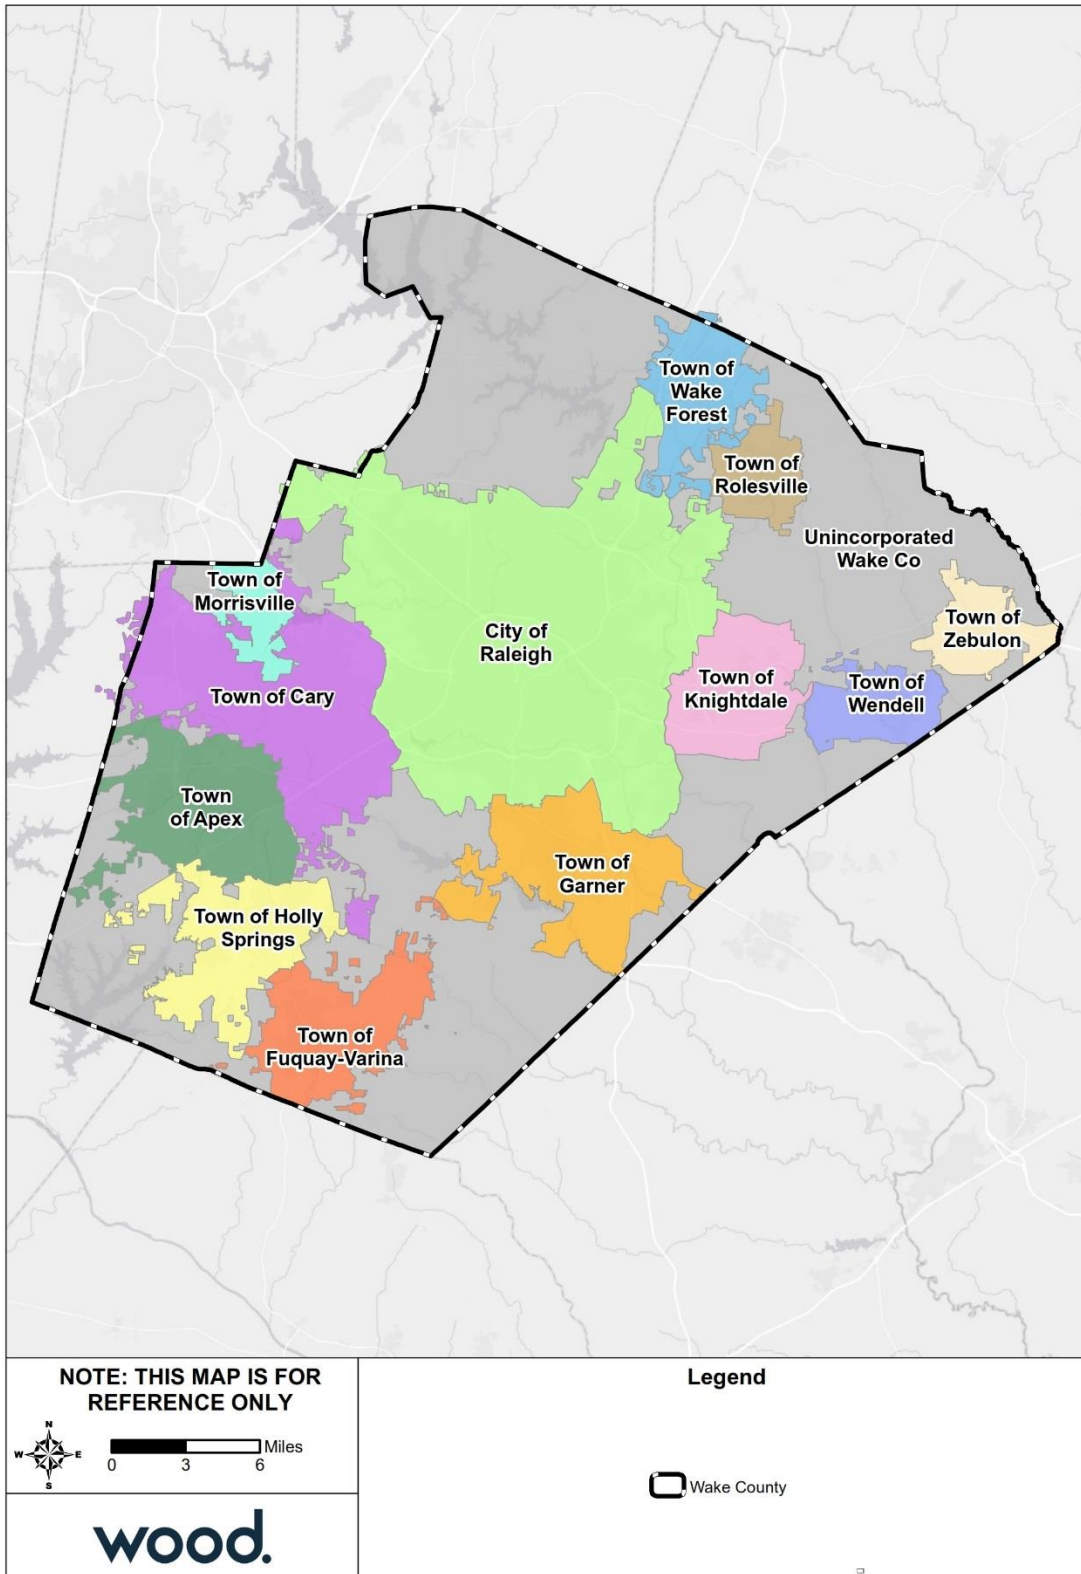 Town of
Wake
Forest
Town of
Rolesville
Unincorporated
Wake Co
Town of
Morrisville
Town of
Zebulon
City of
Raleigh
Town of
Knightdale
Town of
Wendell
Town of Cary
Town
of Apex
Town of
Garner
Town of Holly
Springs
Town of
Fuquay-Varina
NOTE: THIS MAP IS FOR
REFERENCE ONLY
N
W E
S
Miles
0 3 6
Legend
Wake County
wood.